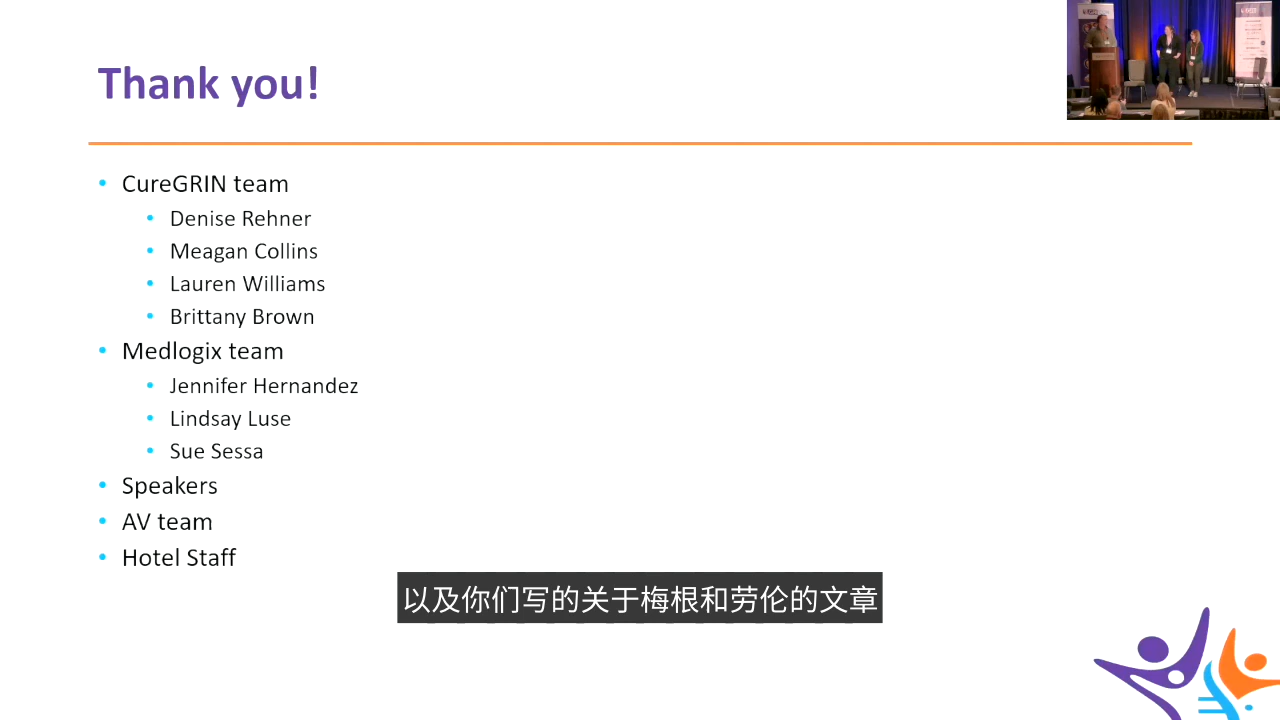 Thank you!
CureGRIN team
Denise Rehner
Meagan Collins
Lauren Williams
Brittany Brown
Medlogix team
Jennifer Hernandez
Lindsay Luse
Sue Sessa
Speakers
AV team
Hotel Staff
以及你们写的关于梅根和劳伦的文章